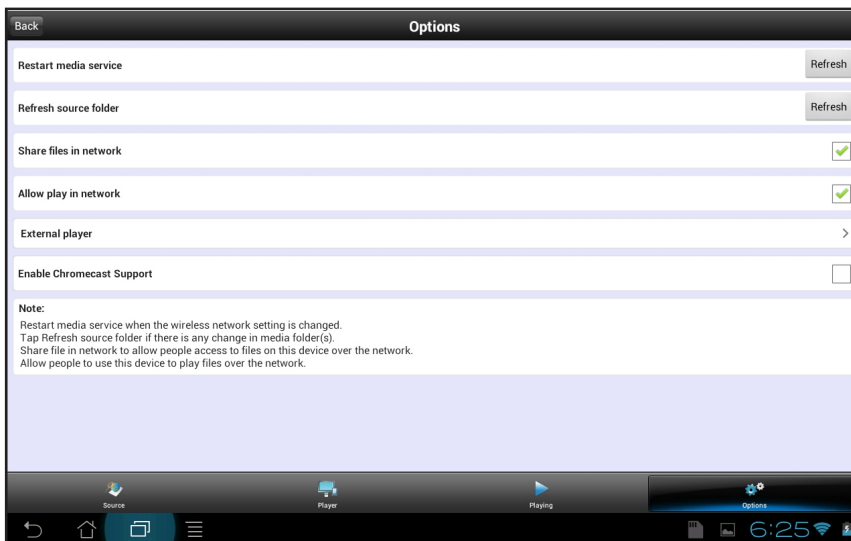 Back
Options
Restart media service
Refresh
Refresh source folder
Refresh
Share files in network
Allow play in network
External player
Enable Chromecast Support
Note:
Restart media service when the wireless network setting is changed.
Tap Refresh source folder if there is any change in media folder(s).
Share file in network to allow people access to files on this device over the network.
Allow people to use this device to play files over the network.
Source
Player
Playing
Options
6:25